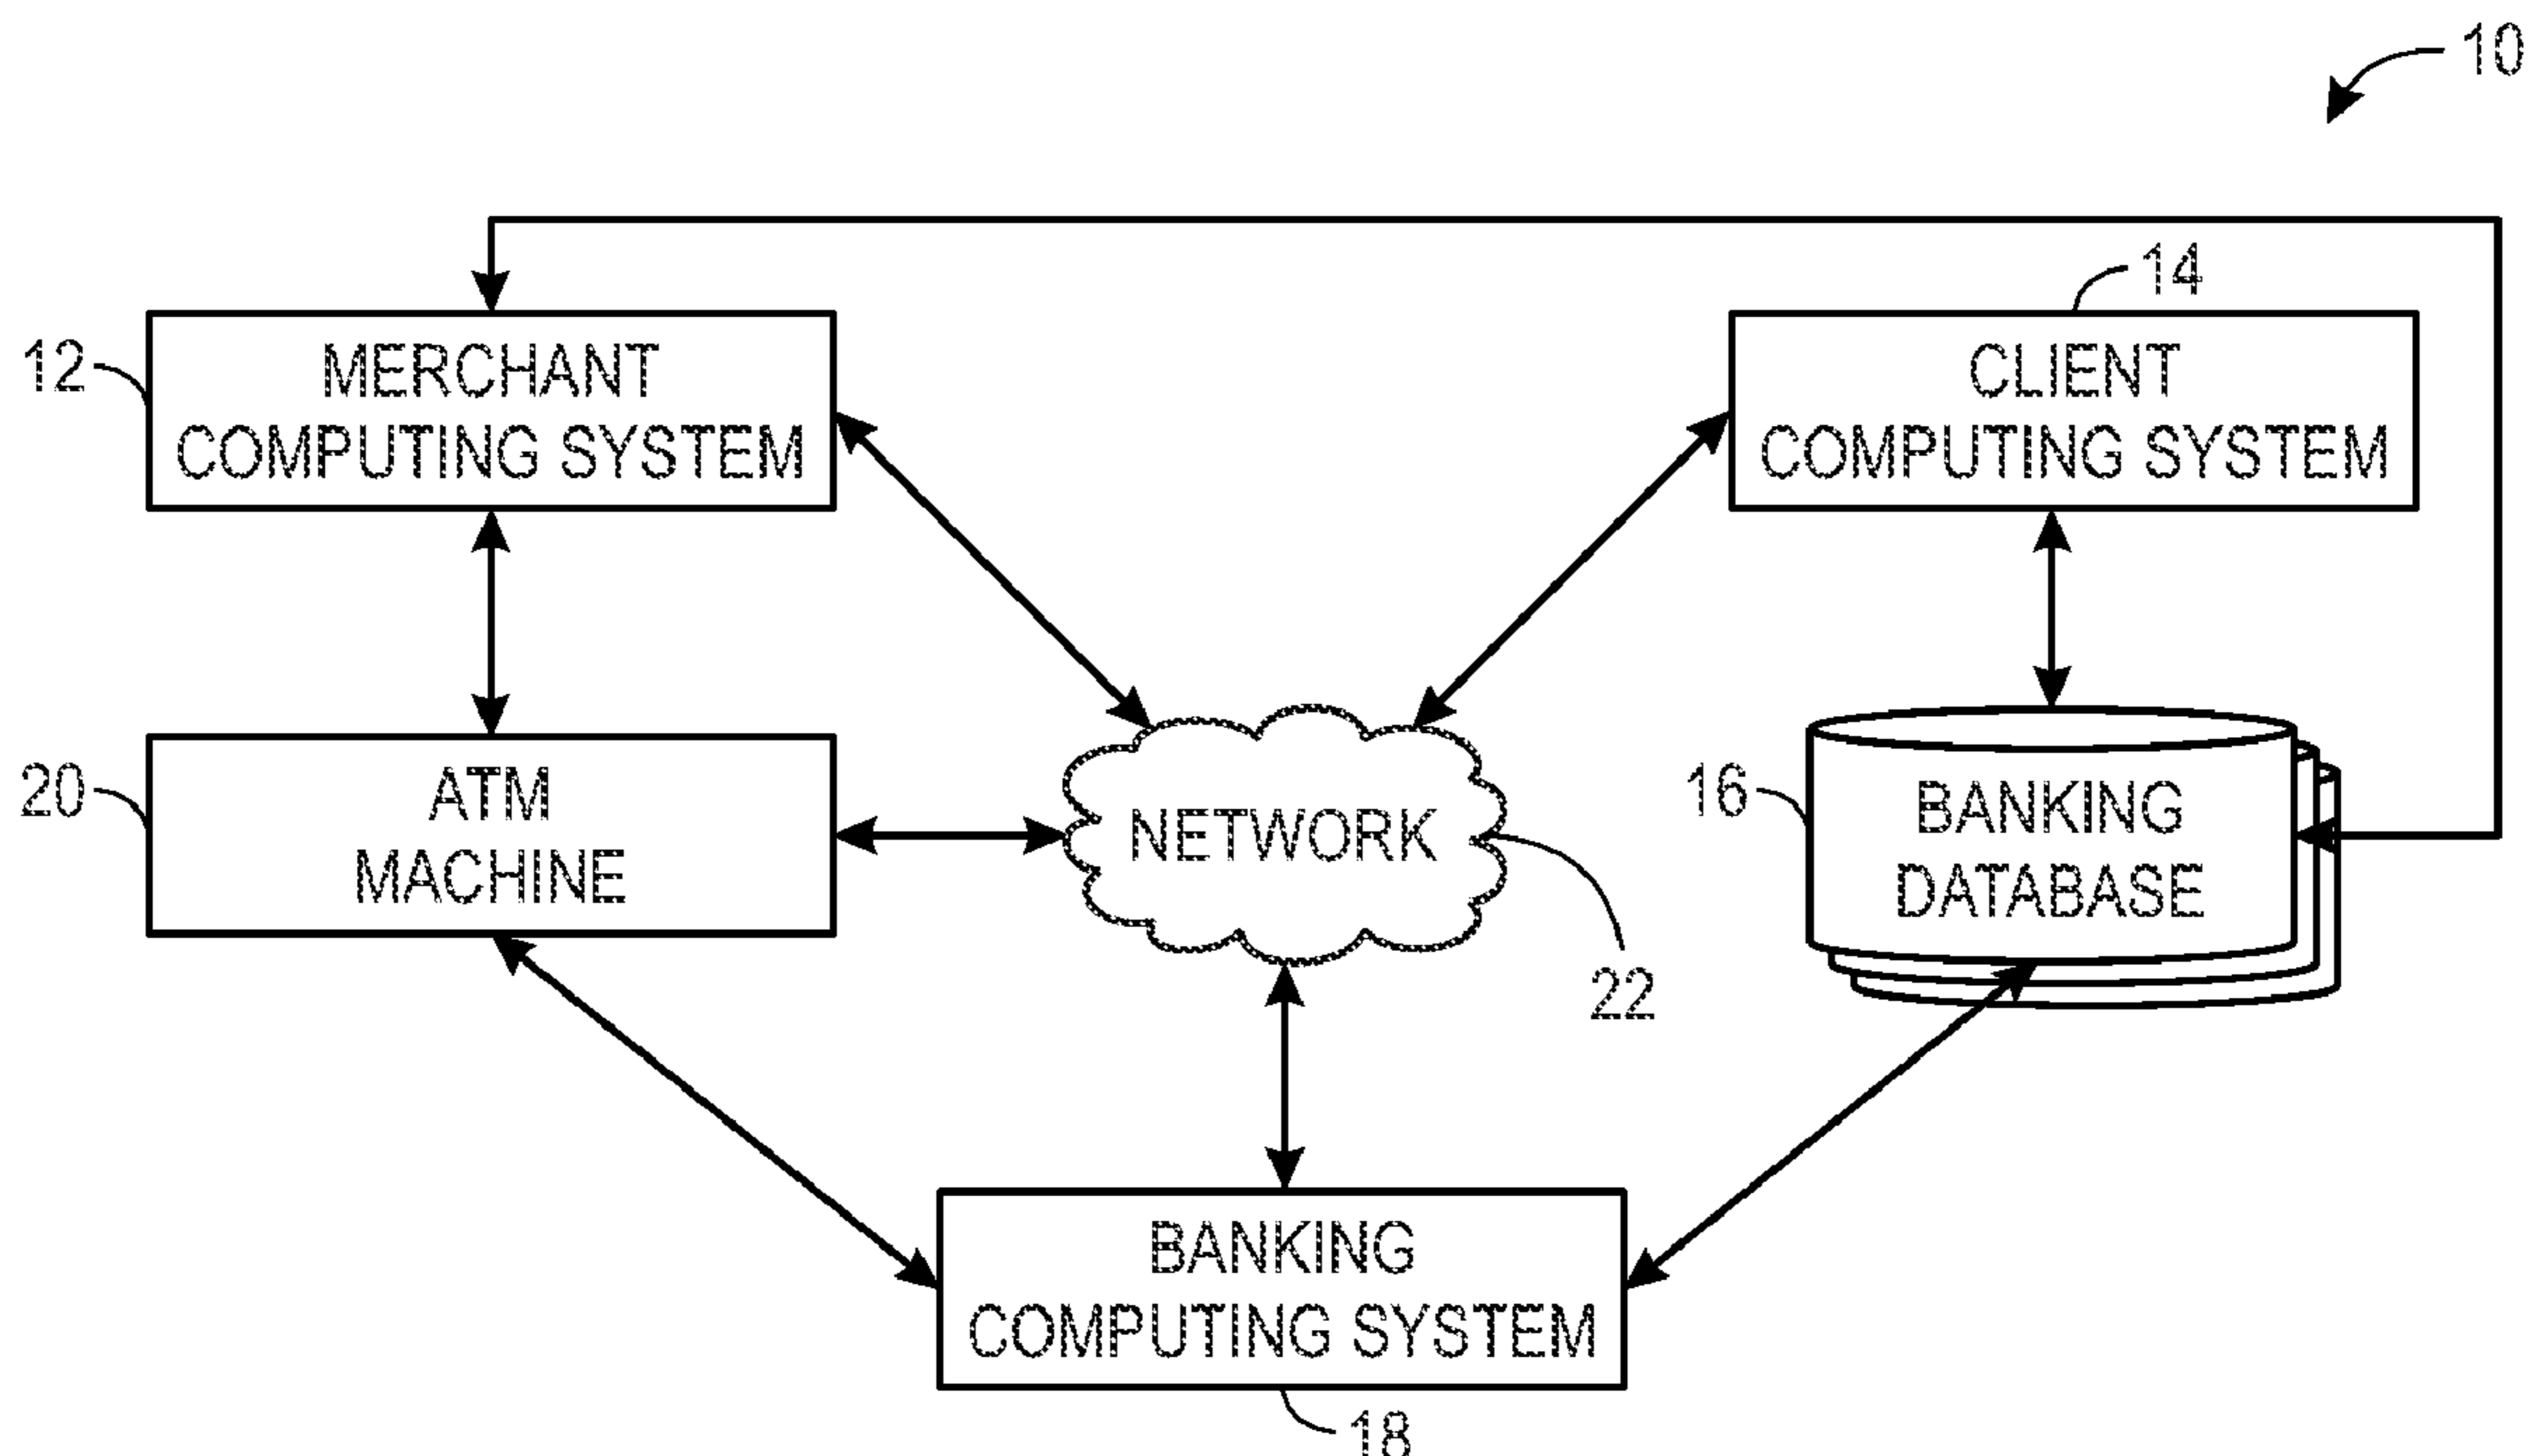 10
14
12
MERCHANT
COMPUTING SYSTEM
CLIENT
COMPUTING SYSTEM
20
ATM
MACHINE
NETWORK
16
BANKING
DATABASE
22
BANKING
COMPUTING SYSTEM
18